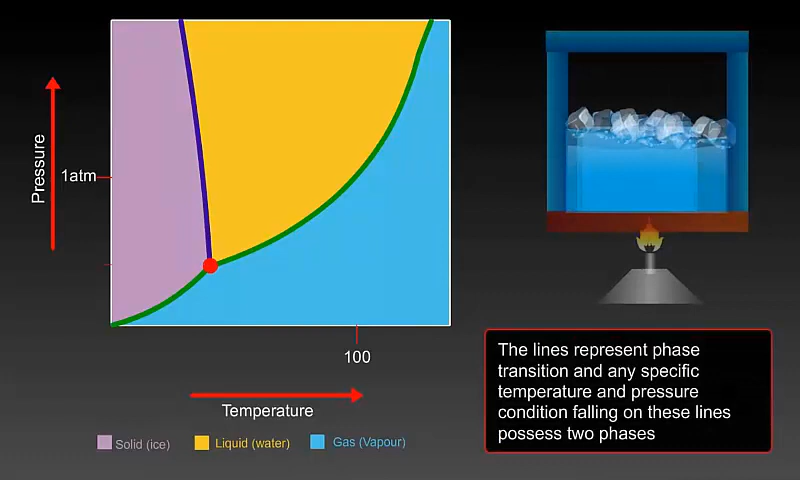 Pressure
1atm
100
Temperature
Solid (ice)
Liquid (water)
Gas (Vapour)
The lines represent phase
transition and any specific
temperature and pressure
condition falling on these lines
possess two phases